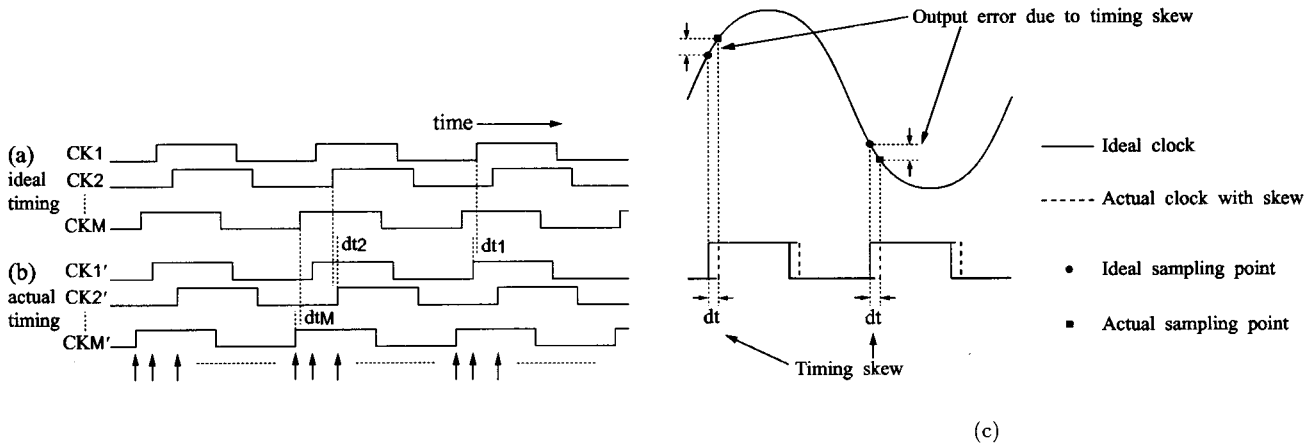 time
(a)
ideal
timing
CK1
CK2
CKM
dt2
dt1
(b)
actual
timing
CK1′
CK2′
dtM
CKM′
Output error due to timing skew
Ideal clock
Actual clock with skew
Ideal sampling point
Actual sampling point
dt
dt
Timing skew
(c)